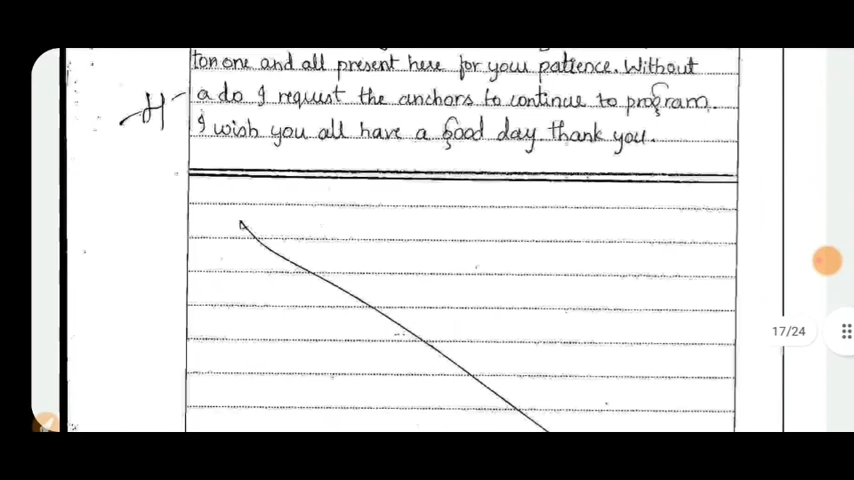 ton one and all present here for your patience. Without
a do I request the anchors to continue to program.
I wish you all have a good day thank you.
17/24